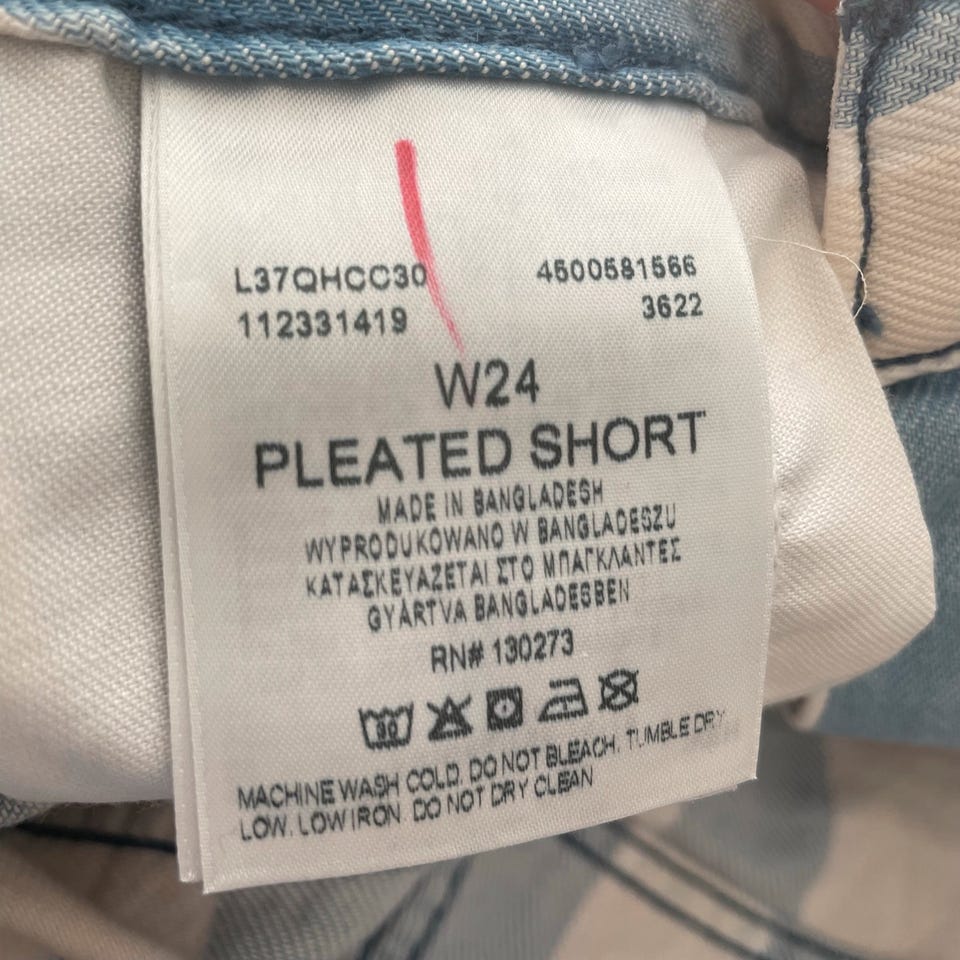 L37QHCC30 4500581566
112331419 3622
W24
PLEATED SHORT
MADE IN BANGLADESH
WYPRODUKOWANO W BANGLADESZU
ΚΑΤΑΣΚΕΥΑΖΕΤΑΙ ΣΤΟ ΜΠΑΓΚΛΑΝΤΕΣ
GYÁRTVA BANGLADESBEN
RN# 130273
30
MACHINE WASH COLD. DO NOT BLEACH. TUMBLE DRY
LOW. LOW IRON. DO NOT DRY CLEAN